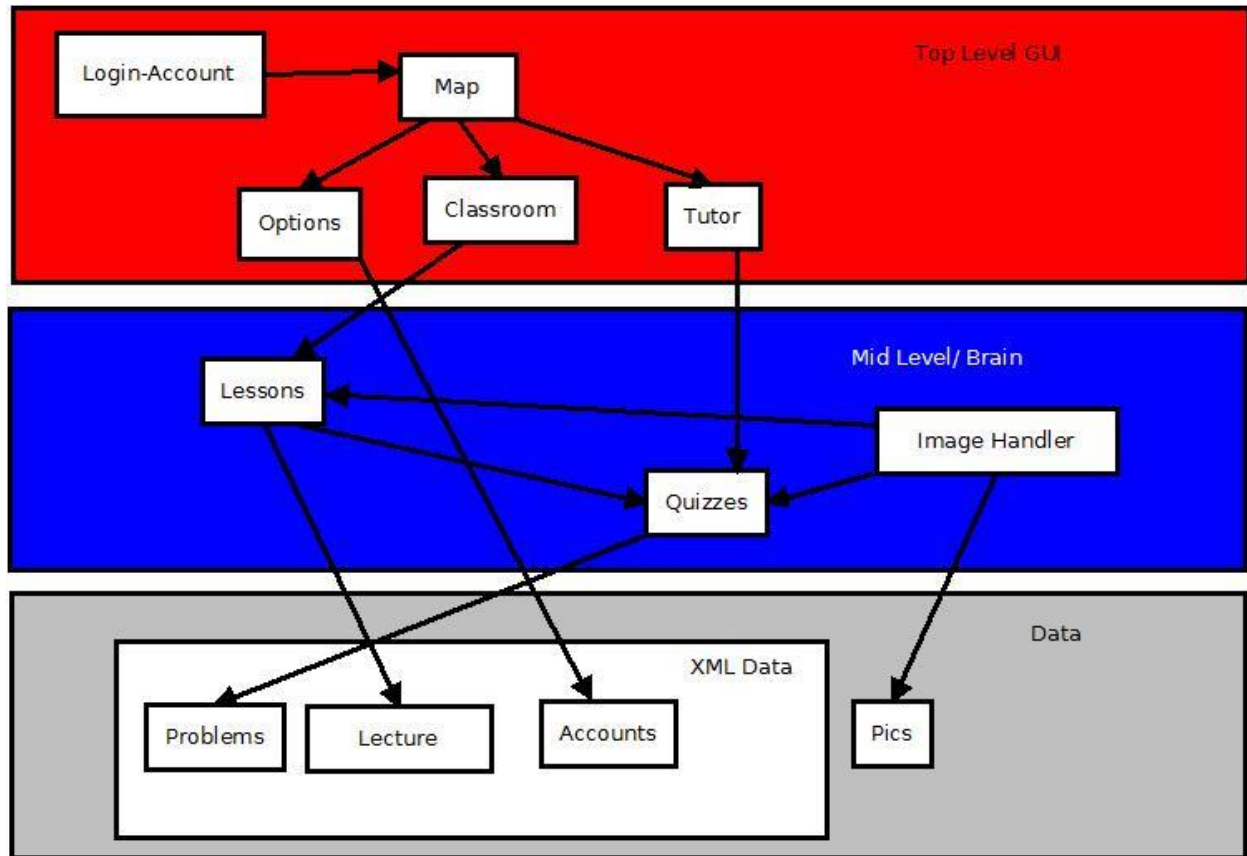 Top Level GUI
Login-Account
Map
Options
Classroom
Tutor
Mid Level/ Brain
Lessons
Image Handler
Quizzes
Data
XML Data
Problems
Lecture
Accounts
Pics